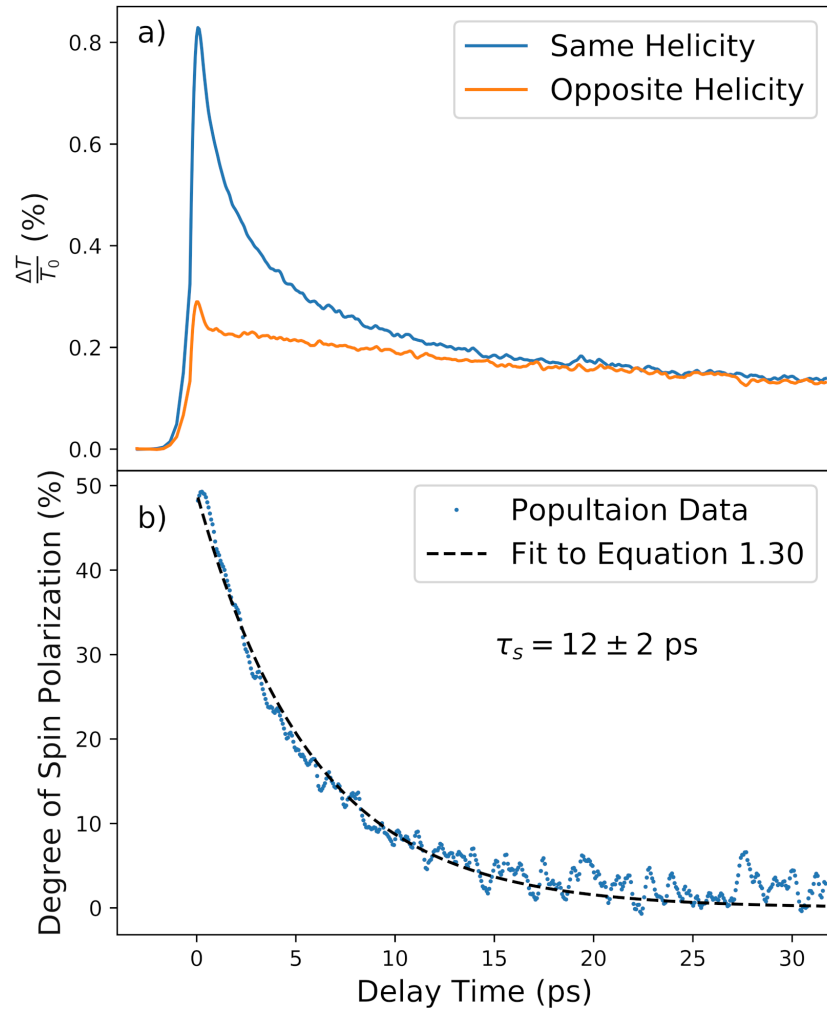 a)
Same Helicity
Opposite Helicity
0.8
0.6
0.4
0.2
0.0
ΔT/T₀ (%)
b)
Popultaion Data
Fit to Equation 1.30
τₛ = 12 ± 2 ps
50
40
30
20
10
0
Degree of Spin Polarization (%)
0 5 10 15 20 25 30
Delay Time (ps)